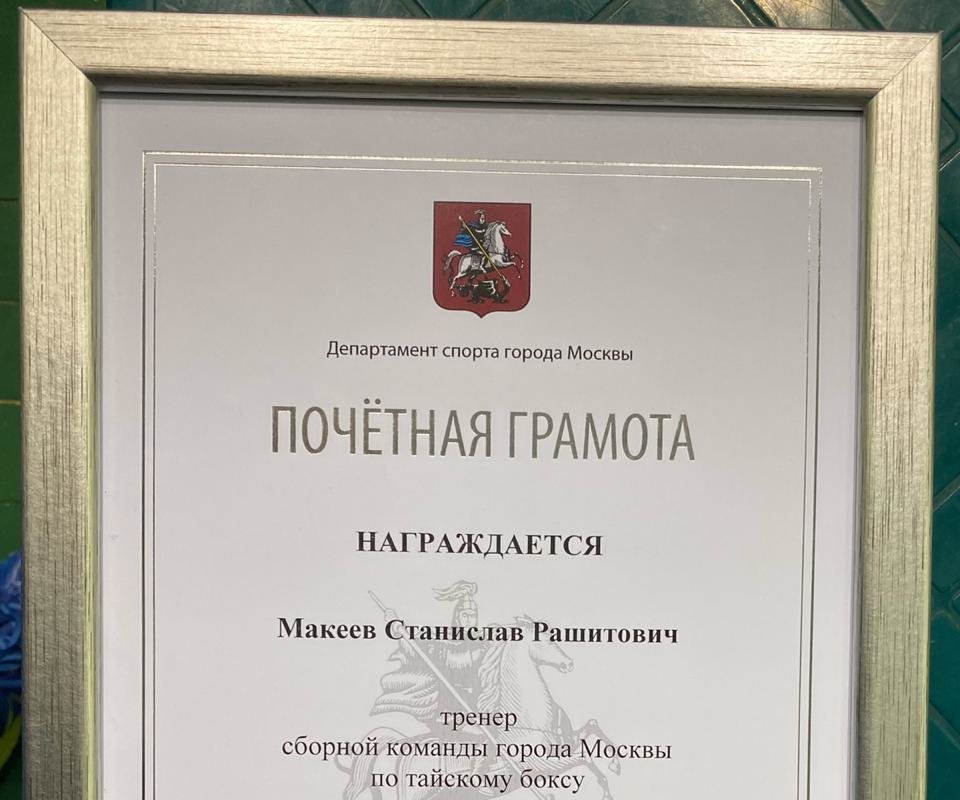 Департамент спорта города Москвы
ПОЧЁТНАЯ ГРАМОТА
НАГРАЖДАЕТСЯ
Макеев Станислав Рашитович
тренер
сборной команды города Москвы
по тайскому боксу